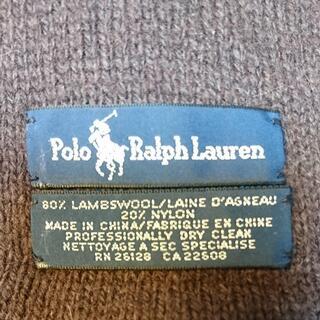 Polo Ralph Lauren
80% LAMBSWOOL/LAINE D'AGNEAU
20% NYLON
MADE IN CHINA/FABRIQUE EN CHINE
PROFESSIONALLY DRY CLEAN
NETTOYAGE A SEC SPECIALISE
RN 26128 CA 22608